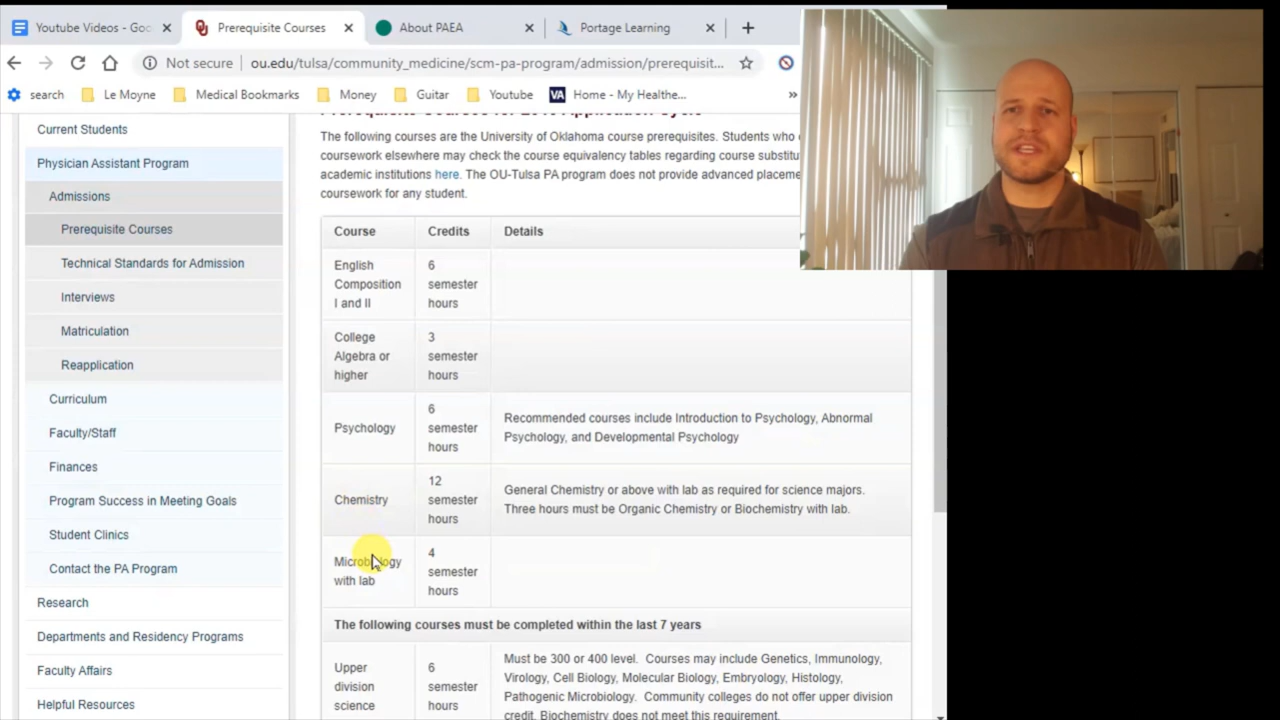 Youtube Videos - Goo
Prerequisite Courses
About PAEA
Portage Learning
Not secure
ou.edu/tulsa/community_medicine/scm-pa-program/admission/prerequisit...
search
Le Moyne
Medical Bookmarks
Money
Guitar
Youtube
VA
Home - My Healthe...
»
Current Students
Physician Assistant Program
Admissions
Prerequisite Courses
Technical Standards for Admission
Interviews
Matriculation
Reapplication
Curriculum
Faculty/Staff
Finances
Program Success in Meeting Goals
Student Clinics
Contact the PA Program
Research
Departments and Residency Programs
Faculty Affairs
Helpful Resources
The following courses are the University of Oklahoma course prerequisites. Students who
coursework elsewhere may check the course equivalency tables regarding course substitu
academic institutions here. The OU-Tulsa PA program does not provide advanced placeme
coursework for any student.
Course Credits Details
English
Composition
I and II
6
semester
hours
College
Algebra or
higher
3
semester
hours
Psychology
6
semester
hours
Recommended courses include Introduction to Psychology, Abnormal
Psychology, and Developmental Psychology
Chemistry
12
semester
hours
General Chemistry or above with lab as required for science majors.
Three hours must be Organic Chemistry or Biochemistry with lab.
Microbiology
with lab
4
semester
hours
The following courses must be completed within the last 7 years
Upper
division
science
6
semester
hours
Must be 300 or 400 level. Courses may include Genetics, Immunology,
Virology, Cell Biology, Molecular Biology, Embryology, Histology,
Pathogenic Microbiology. Community colleges do not offer upper division
credit. Biochemistry does not meet this requirement.